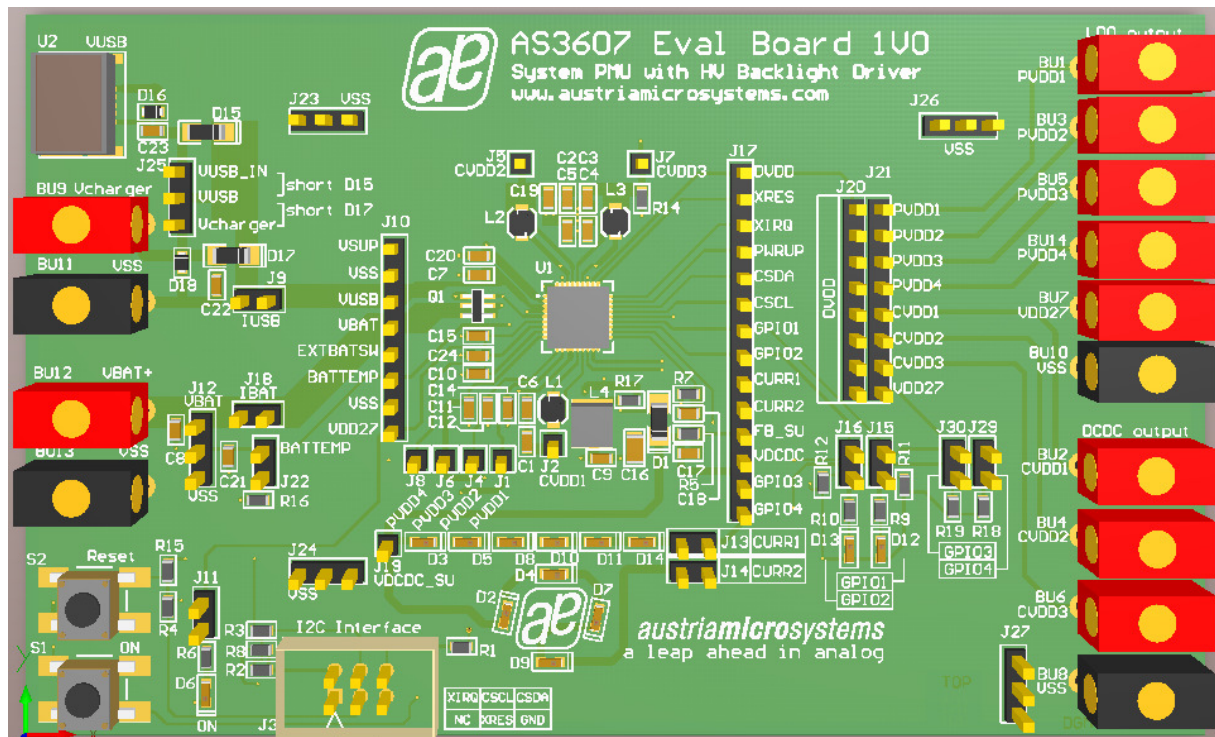 U2 VUSB
AS3607 Eval Board 1V0
System PMU with HV Backlight Driver
www.austriamicrosystems.com
LDO output
BU1
PVDD1
D16
D15
C23
J23 VSS
J26
VSS
BU3
PVDD2
J25
VUSB_IN
VUSB
Vcharger
short D15
short D17
BU9 Vcharger
J5
CVDD2
C2 C3
C5 C4
J7
CVDD3
J17
J20
J21
BU5
PVDD3
C19
L2
L3
R14
J10
BU11 VSS
D18
D17
C22
J9
IUSB
VSUP
VSS
VUSB
VBAT
EXTBATSW
BATTEMP
VSS
VDD27
C20
C7
Q1
C15
C24
C10
U1
DVDD
XRES
XIRQ
PWRUP
CSDA
CSCL
GPIO1
GPIO2
CURR1
CURR2
FB_SU
VDCDC
GPIO3
GPIO4
DVDD
PVDD1
PVDD2
PVDD3
PVDD4
CVDD1
CVDD2
CVDD3
VDD27
BU14
PVDD4
BU7
VDD27
BU10
VSS
BU12 VBAT+
J12
VBAT
J18
IBAT
C14
C11
C12
C6
L1
L4
R17
R7
BU13 VSS
C8
C21
BATTEMP
J22
R16
VSS
C1
J2
CVDD1
C9
C16
D1
C17
R5
C18
J8 J6 J4 J1
PVDD4
PVDD3
PVDD2
PVDD1
R12
J16
J15
R11
J30
J29
DCDC output
BU2
CVDD1
R10
R9
R19
R18
D13
D12
GPIO3
GPIO4
GPIO1
GPIO2
BU4
CVDD2
S2
Reset
R15
J11
R4
J24
VSS
J19
VDCDC_SU
D3
D5
D8
D10
D11
D14
D4
J13 CURR1
J14 CURR2
D2
D7
D9
BU6
CVDD3
S1
ON
R3
R8
R2
R6
D6
ON
I2C Interface
J3
R1
austriamicrosystems
a leap ahead in analog
XIRQ CSCL CSDA
NC XRES GND
J27
BU8
VSS
TOP